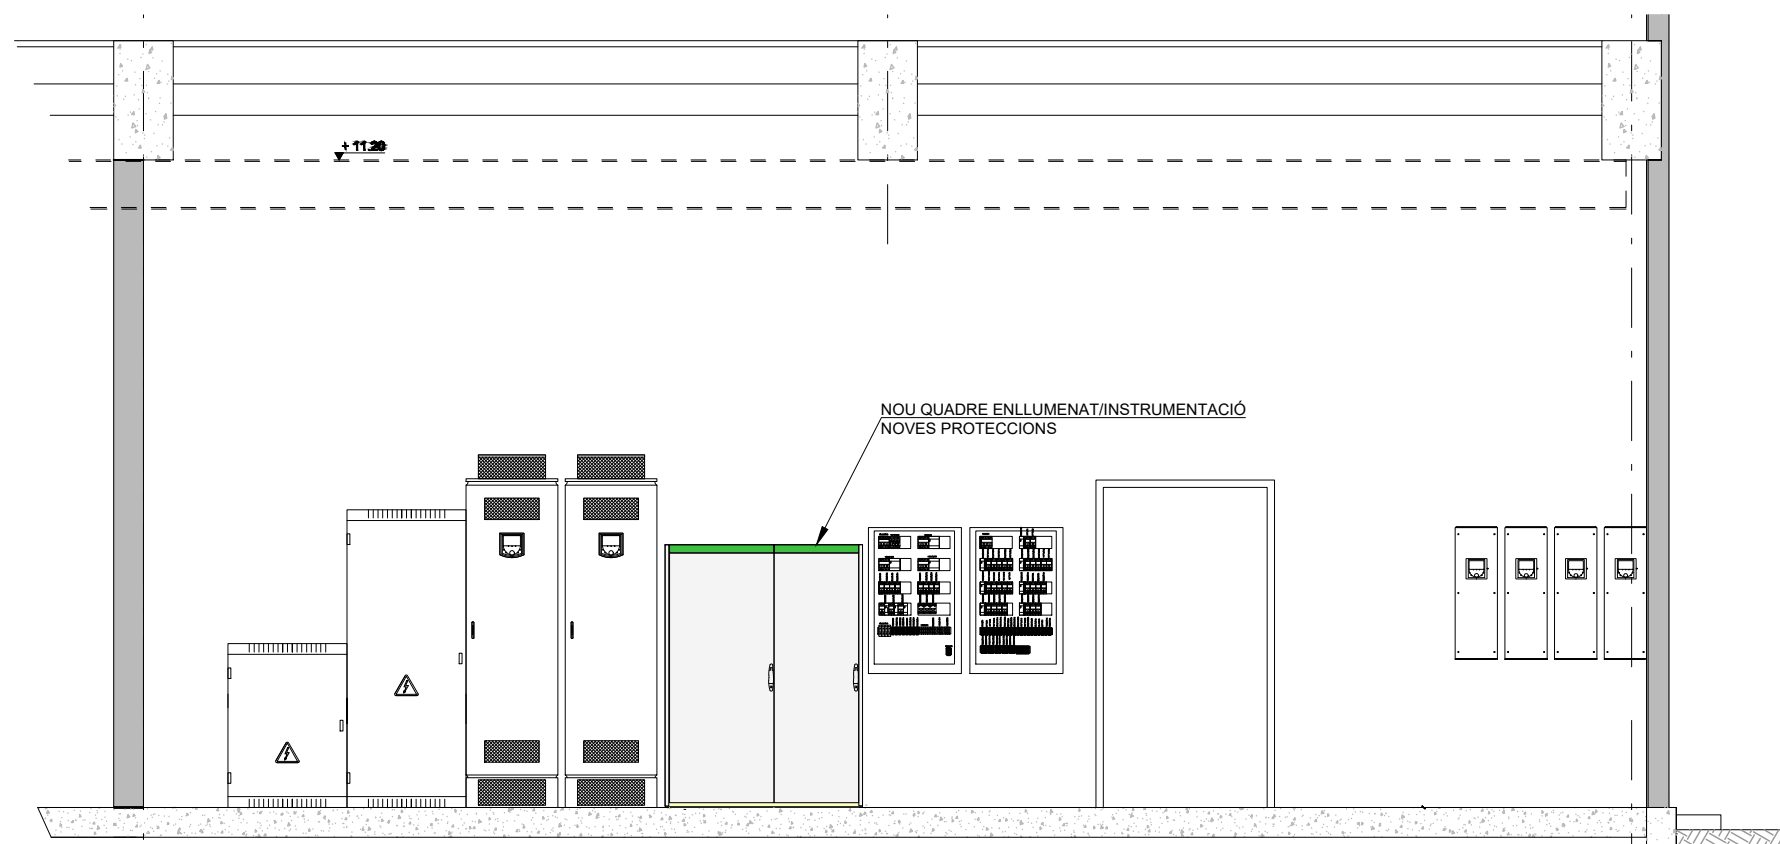 + 11.20
NOU QUADRE ENLLUMENAT/INSTRUMENTACIÓ
NOVES PROTECCIONS